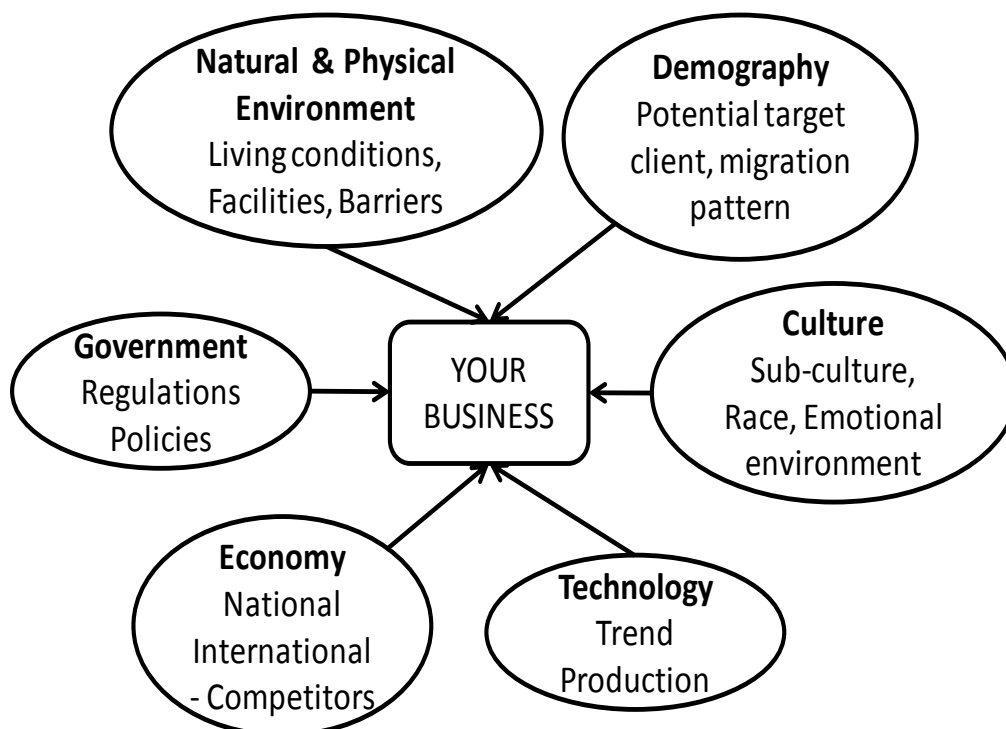 Natural & Physical
Environment
Living conditions,
Facilities, Barriers
Demography
Potential target
client, migration
pattern
Government
Regulations
Policies
YOUR
BUSINESS
Culture
Sub-culture,
Race, Emotional
environment
Economy
National
International
- Competitors
Technology
Trend
Production